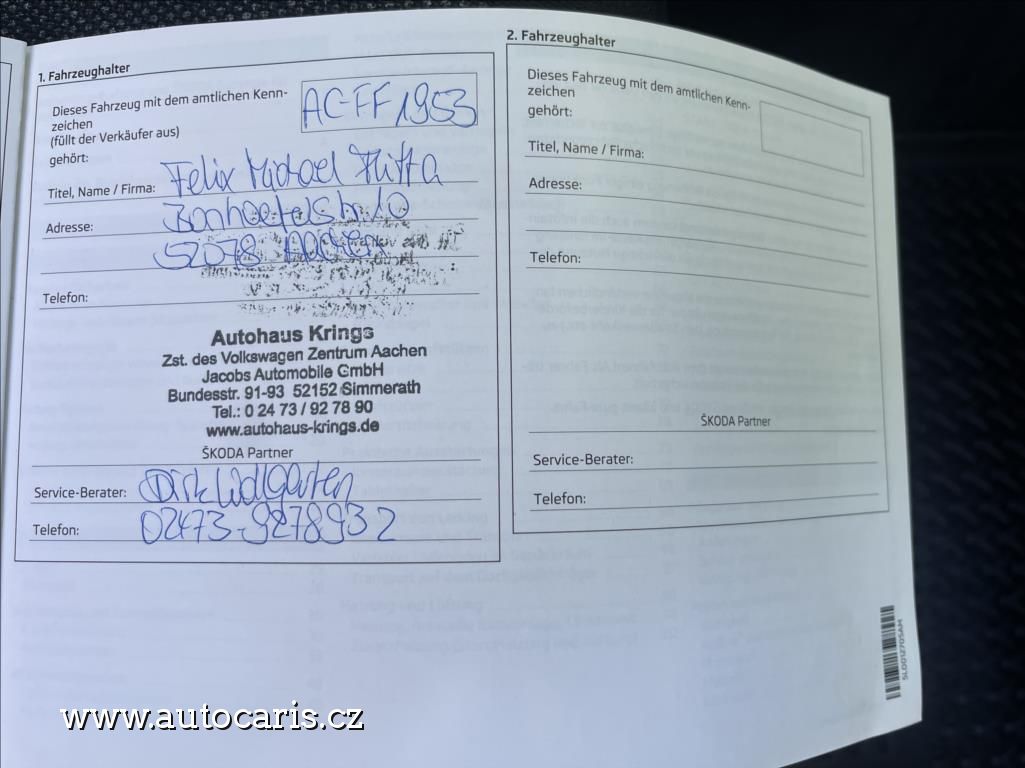 1. Fahrzeughalter
Dieses Fahrzeug mit dem amtlichen Kenn-
zeichen
(füllt der Verkäufer aus)
gehört:
AC-FF 1953
Titel, Name / Firma: Felix Michael
Adresse:
52078 Aachen
Telefon:
Autohaus Krings
Zst. des Volkswagen Zentrum Aachen
Jacobs Automobile GmbH
Bundesstr. 91-93 52152 Simmerath
Tel.: 0 24 73 / 92 78 90
www.autohaus-krings.de
ŠKODA Partner
Service-Berater: Dirk Wollgarten
Telefon: 02473-9278932
2. Fahrzeughalter
Dieses Fahrzeug mit dem amtlichen Kenn-
zeichen
gehört:
Titel, Name / Firma:
Adresse:
Telefon:
ŠKODA Partner
Service-Berater:
Telefon:
5L0012705AM
www.autocaris.cz